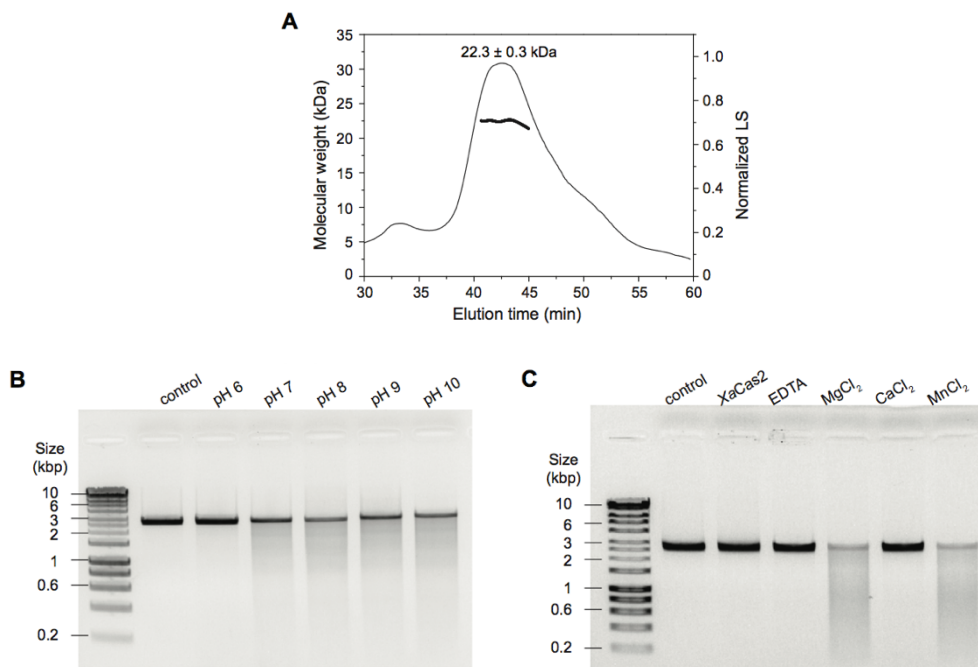 A
22.3 ± 0.3 kDa
35
30
25
20
15
10
5
0
Molecular weight (kDa)
1.0
0.8
0.6
0.4
0.2
0
Normalized LS
30 35 40 45 50 55 60
Elution time (min)
B
control pH 6 pH 7 pH 8 pH 9 pH 10
Size
(kbp)
10
6
3
2
1
0.6
0.2
C
control XaCas2 EDTA MgCl₂ CaCl₂ MnCl₂
Size
(kbp)
10
6
3
2
1
0.6
0.2